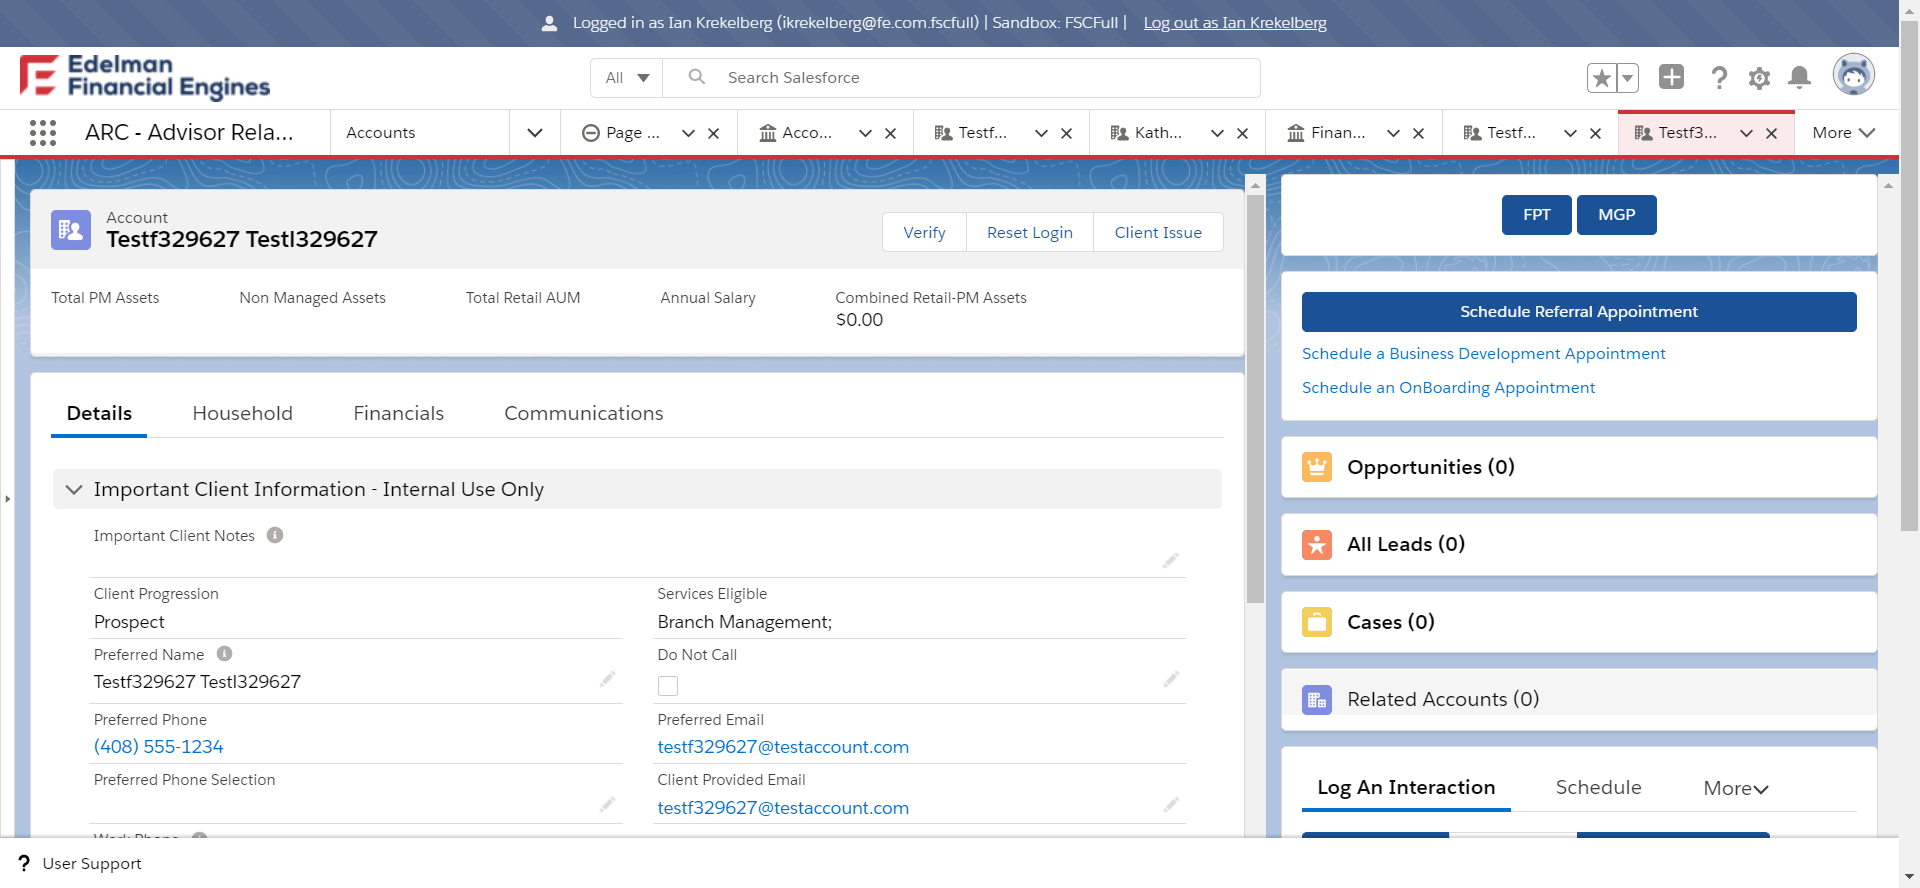 Logged in as Ian Krekelberg (ikrekelberg@fe.com.fscfull) | Sandbox: FSCFull | Log out as Ian Krekelberg
Edelman
Financial Engines
All
Search Salesforce
ARC - Advisor Rela...
Accounts
Page ...
Acco...
Testf...
Kath...
Finan...
Testf...
Testf3...
More
Account
Testf329627 Testl329627
Verify
Reset Login
Client Issue
Total PM Assets
Non Managed Assets
Total Retail AUM
Annual Salary
Combined Retail-PM Assets
$0.00
Details
Household
Financials
Communications
Important Client Information - Internal Use Only
Important Client Notes
Client Progression
Prospect
Services Eligible
Branch Management;
Preferred Name
Testf329627 Testl329627
Do Not Call
Preferred Phone
(408) 555-1234
Preferred Email
testf329627@testaccount.com
Preferred Phone Selection
Client Provided Email
testf329627@testaccount.com
FPT
MGP
Schedule Referral Appointment
Schedule a Business Development Appointment
Schedule an OnBoarding Appointment
Opportunities (0)
All Leads (0)
Cases (0)
Related Accounts (0)
Log An Interaction
Schedule
More
? User Support